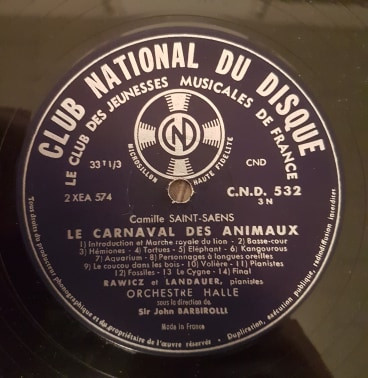 CLUB NATIONAL DU DISQUE
LE CLUB DES JEUNESSES MUSICALES DE FRANCE
CND
MICROSILLON HAUTE FIDELITE
33 1/3
CND
2 XEA 574
C.N.D. 532
3 N
Camille SAINT-SAENS
LE CARNAVAL DES ANIMAUX
1) Introduction et Marche royale du lion - 2) Basse-cour
3) Hémiones - 4) Tortues - 5) Eléphant - 6) Kangourous
7) Aquarium - 8) Personnages à longues oreilles
9) Le coucou dans les bois - 10) Volière - 11) Pianistes
12) Fossiles - 13) Le Cygne - 14) Final
RAWICZ et LANDAUER, pianistes
ORCHESTRE HALLE
sous la direction de
Sir John BARBIROLLI
Made in France
Tous droits du producteur phonographique et du propriétaire de l'œuvre réservés - Duplication, exécution publique, radiodiffusion interdites